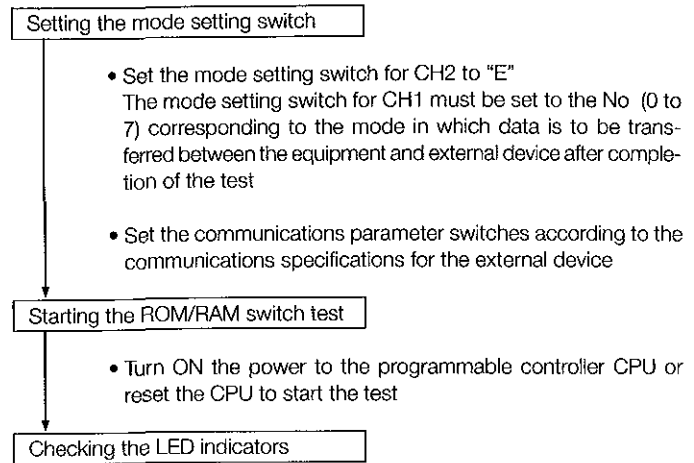 Setting the mode setting switch
• Set the mode setting switch for CH2 to "E"
The mode setting switch for CH1 must be set to the No (0 to
7) corresponding to the mode in which data is to be trans-
ferred between the equipment and external device after comple-
tion of the test
• Set the communications parameter switches according to the
communications specifications for the external device
Starting the ROM/RAM switch test
• Turn ON the power to the programmable controller CPU or
reset the CPU to start the test
Checking the LED indicators